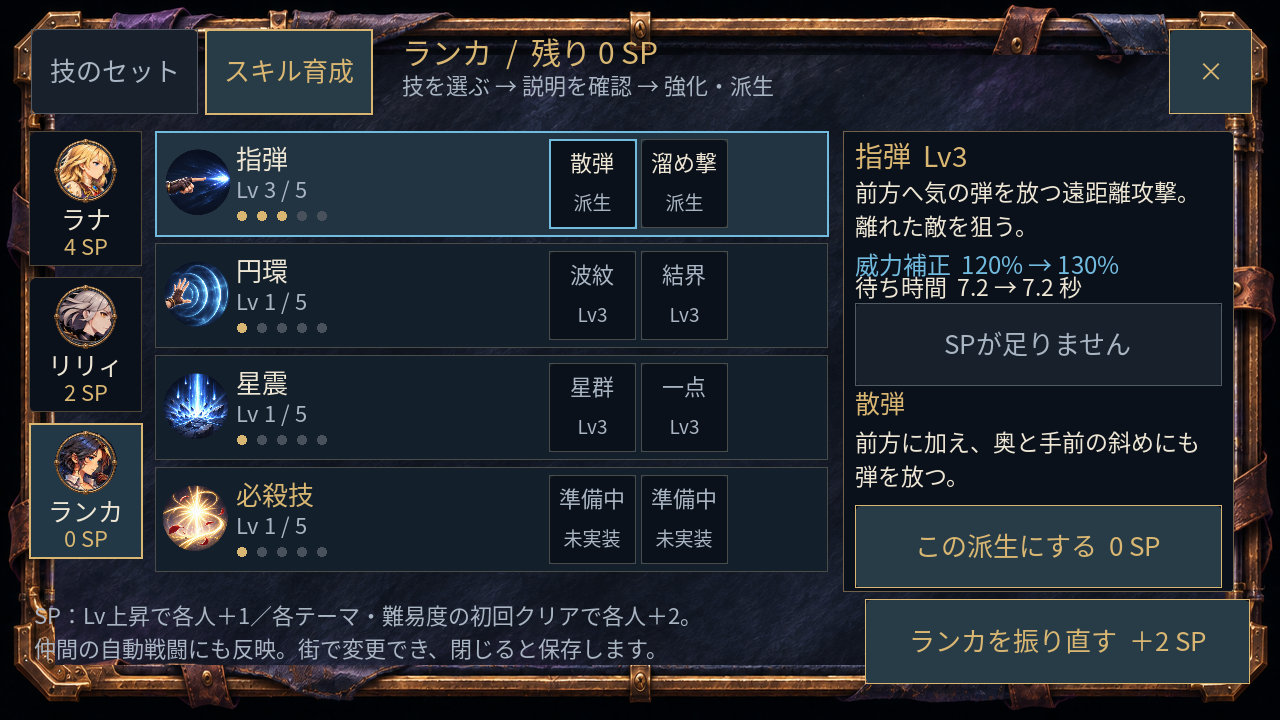 技のセット
スキル育成
ランカ / 残り 0 SP
技を選ぶ → 説明を確認 → 強化・派生
×
ラナ
4 SP
リリィ
2 SP
ランカ
0 SP
指弾
Lv 3 / 5
散弾
派生
溜め撃
派生
円環
Lv 1 / 5
波紋
Lv3
結界
Lv3
星震
Lv 1 / 5
星群
Lv3
一点
Lv3
必殺技
Lv 1 / 5
準備中
未実装
準備中
未実装
指弾 Lv3
前方へ気の弾を放つ遠距離攻撃。
離れた敵を狙う。
威力補正 120% → 130%
待ち時間 7.2 → 7.2 秒
SPが足りません
散弾
前方に加え、奥と手前の斜めにも
弾を放つ。
この派生にする 0 SP
SP：Lv上昇で各人＋1／各テーマ・難易度の初回クリアで各人＋2。
仲間の自動戦闘にも反映。街で変更でき、閉じると保存します。
ランカを振り直す ＋2 SP